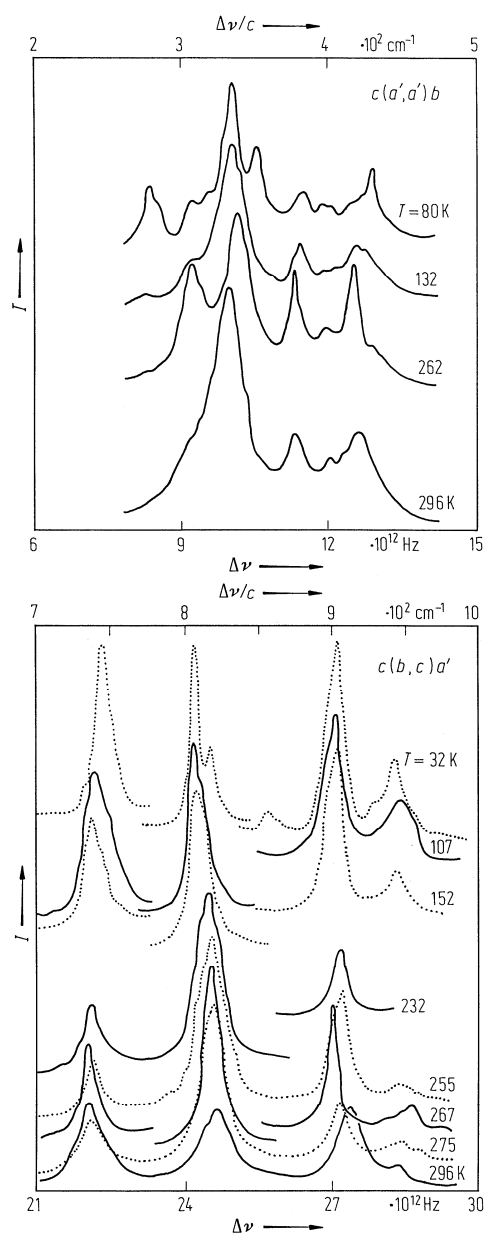 Δν/c
2 3 4 ·10² cm⁻¹ 5
c(a′,a′)b
T = 80 K
132
262
296 K
I
6 9 12 ·10¹² Hz 15
Δν
Δν/c
7 8 9 ·10² cm⁻¹ 10
c(b,c)a′
T = 32 K
107
152
232
255
267
275
296 K
I
21 24 27 ·10¹² Hz 30
Δν